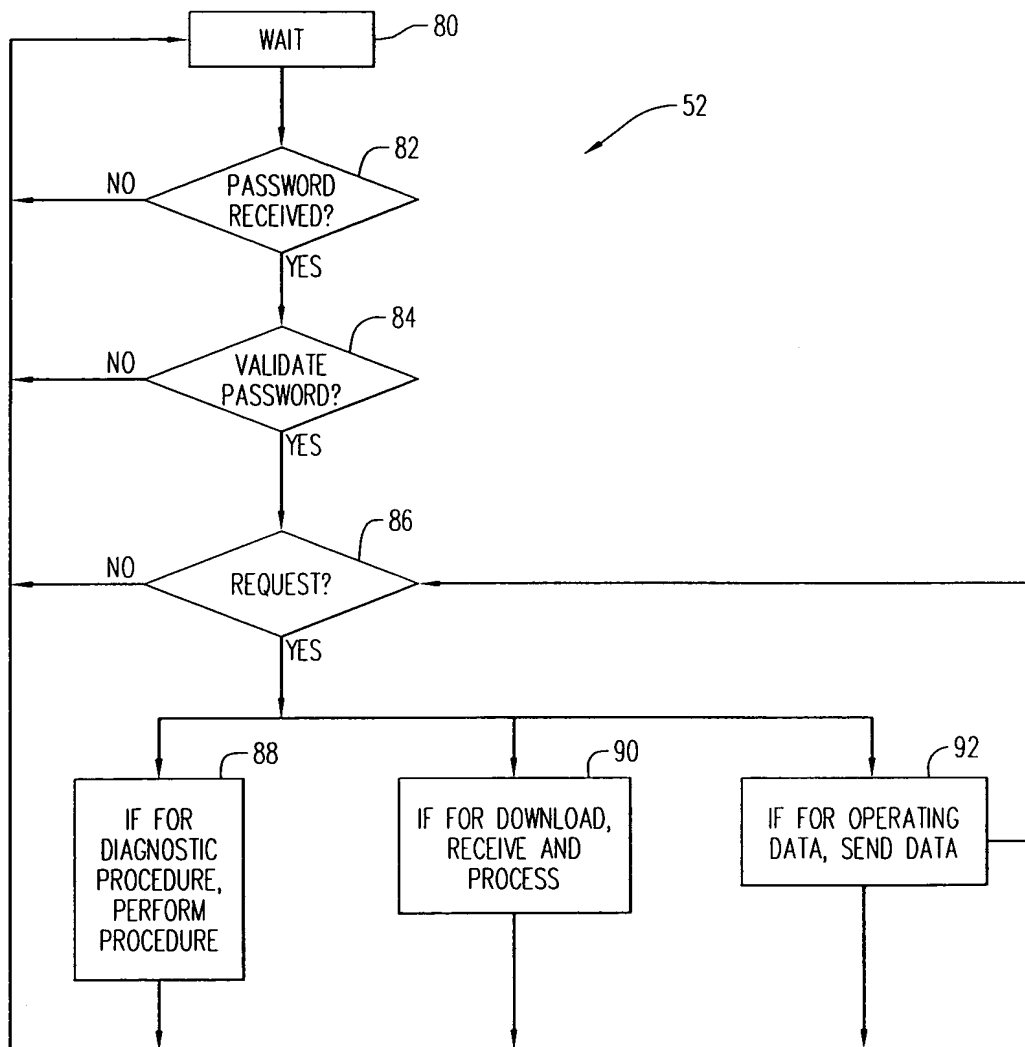 WAIT
80
52
82
NO
PASSWORD
RECEIVED?
YES
84
NO
VALIDATE
PASSWORD?
YES
86
NO
REQUEST?
YES
88
90
92
IF FOR
DIAGNOSTIC
PROCEDURE,
PERFORM
PROCEDURE
IF FOR DOWNLOAD,
RECEIVE AND
PROCESS
IF FOR OPERATING
DATA, SEND DATA